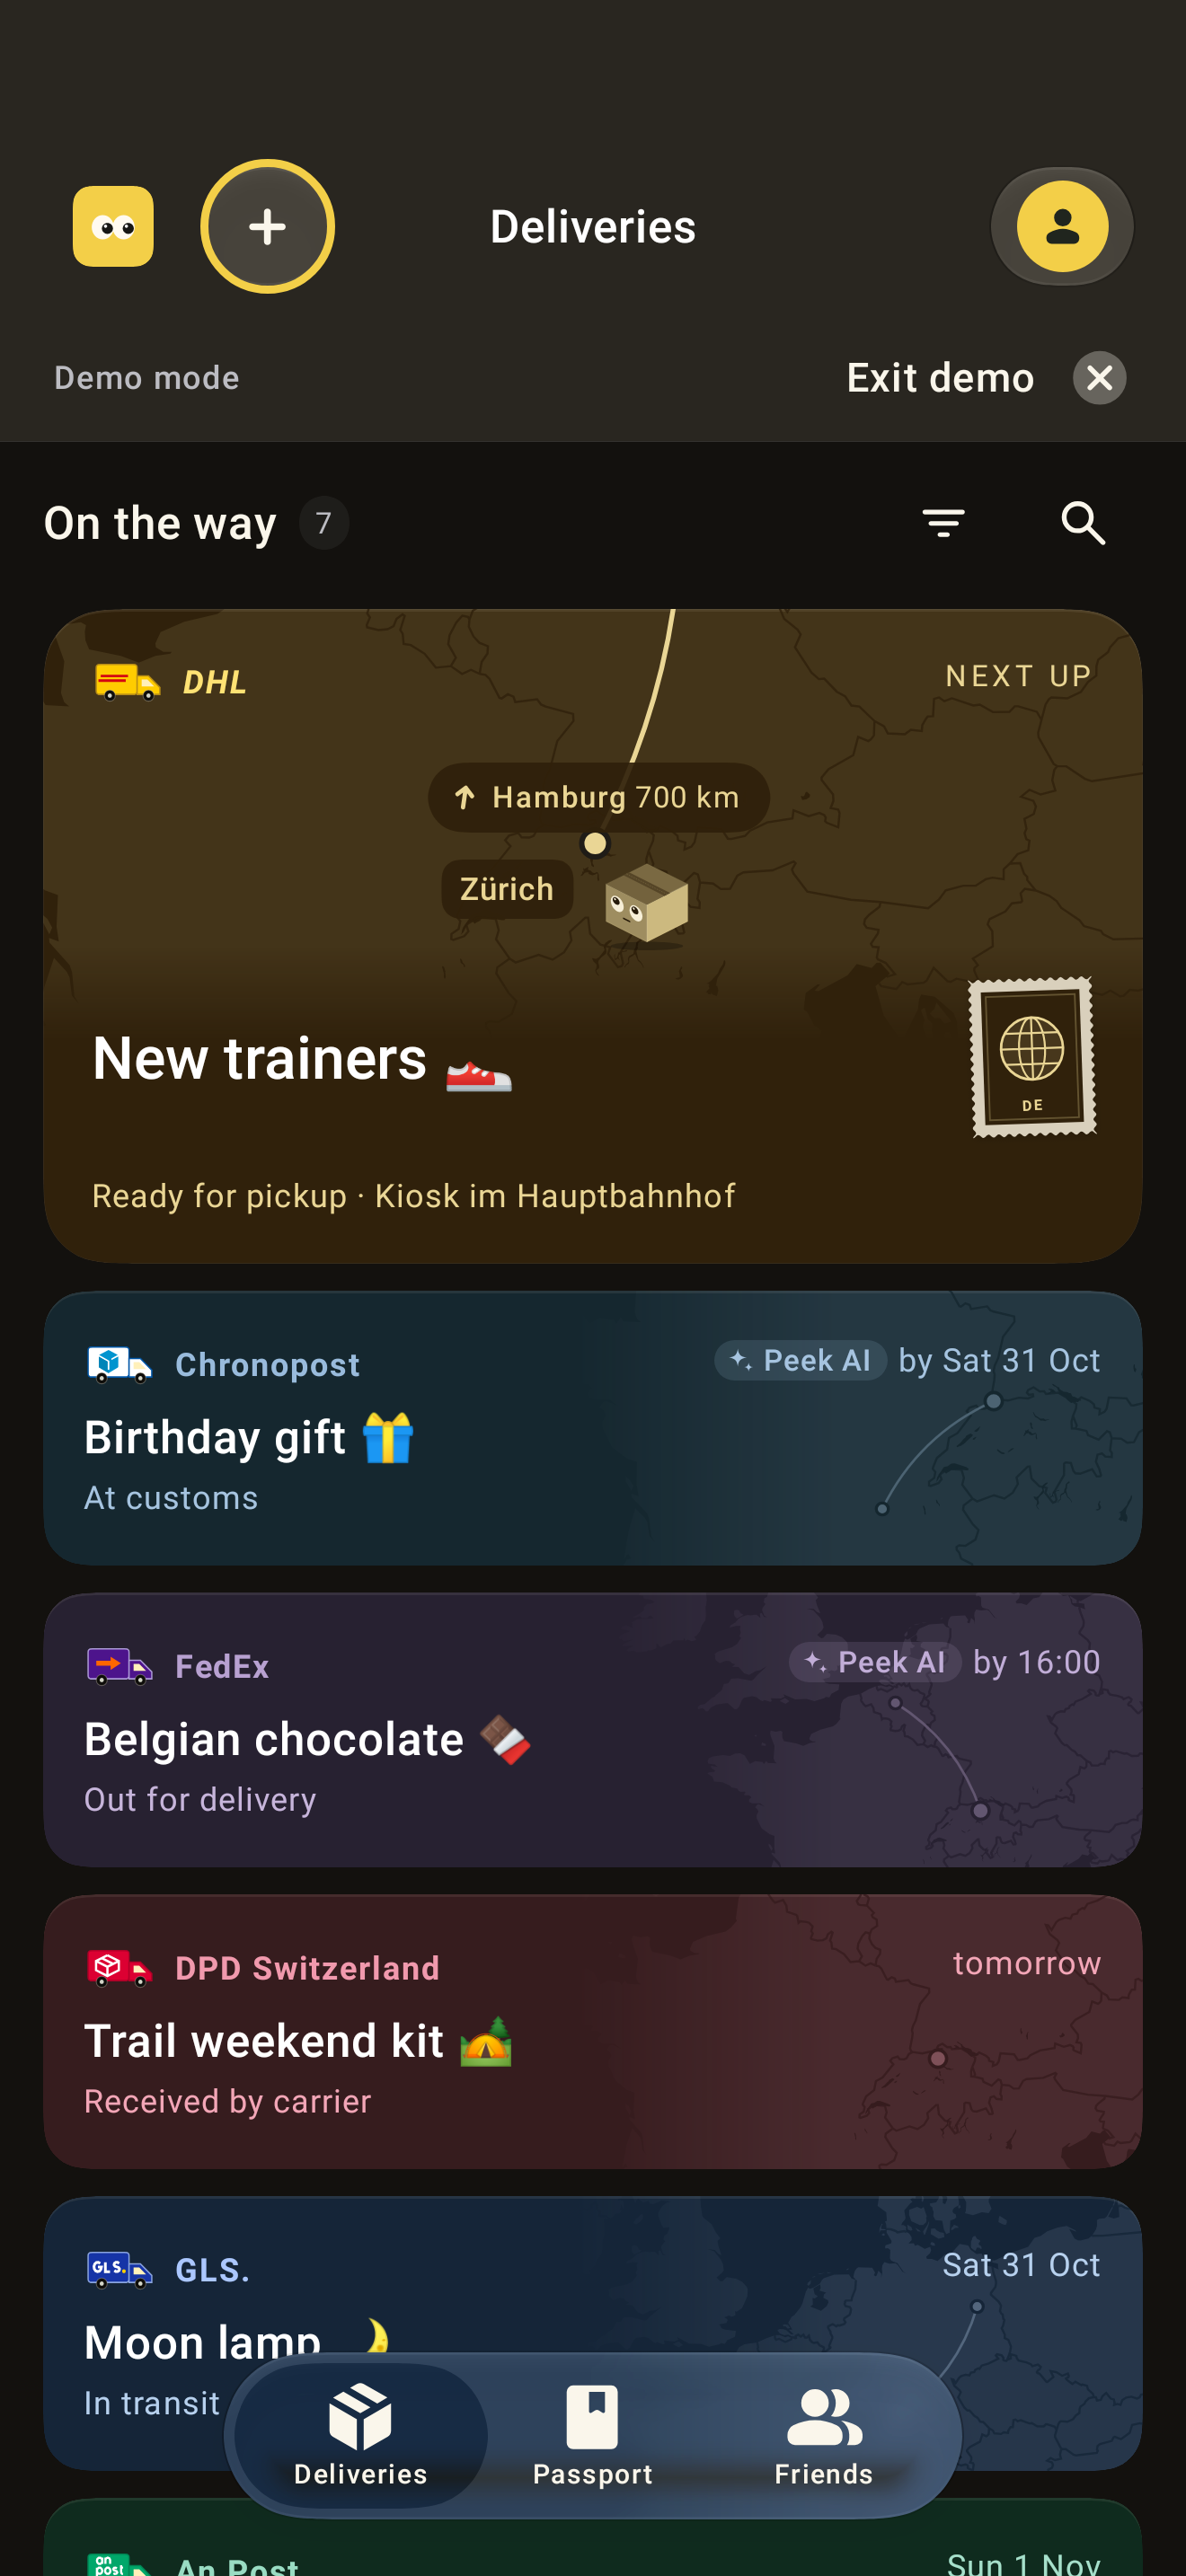 Deliveries
Demo mode
Exit demo
On the way 7
DHL
NEXT UP
Hamburg 700 km
Zürich
New trainers
DE
Ready for pickup · Kiosk im Hauptbahnhof
Chronopost
Peek AI by Sat 31 Oct
Birthday gift
At customs
FedEx
Peek AI by 16:00
Belgian chocolate
Out for delivery
DPD Switzerland
tomorrow
Trail weekend kit
Received by carrier
GLS.
GLS.
Sat 31 Oct
Moon lamp
In transit
Deliveries
Passport
Friends
an post
An Post
Sun 1 Nov